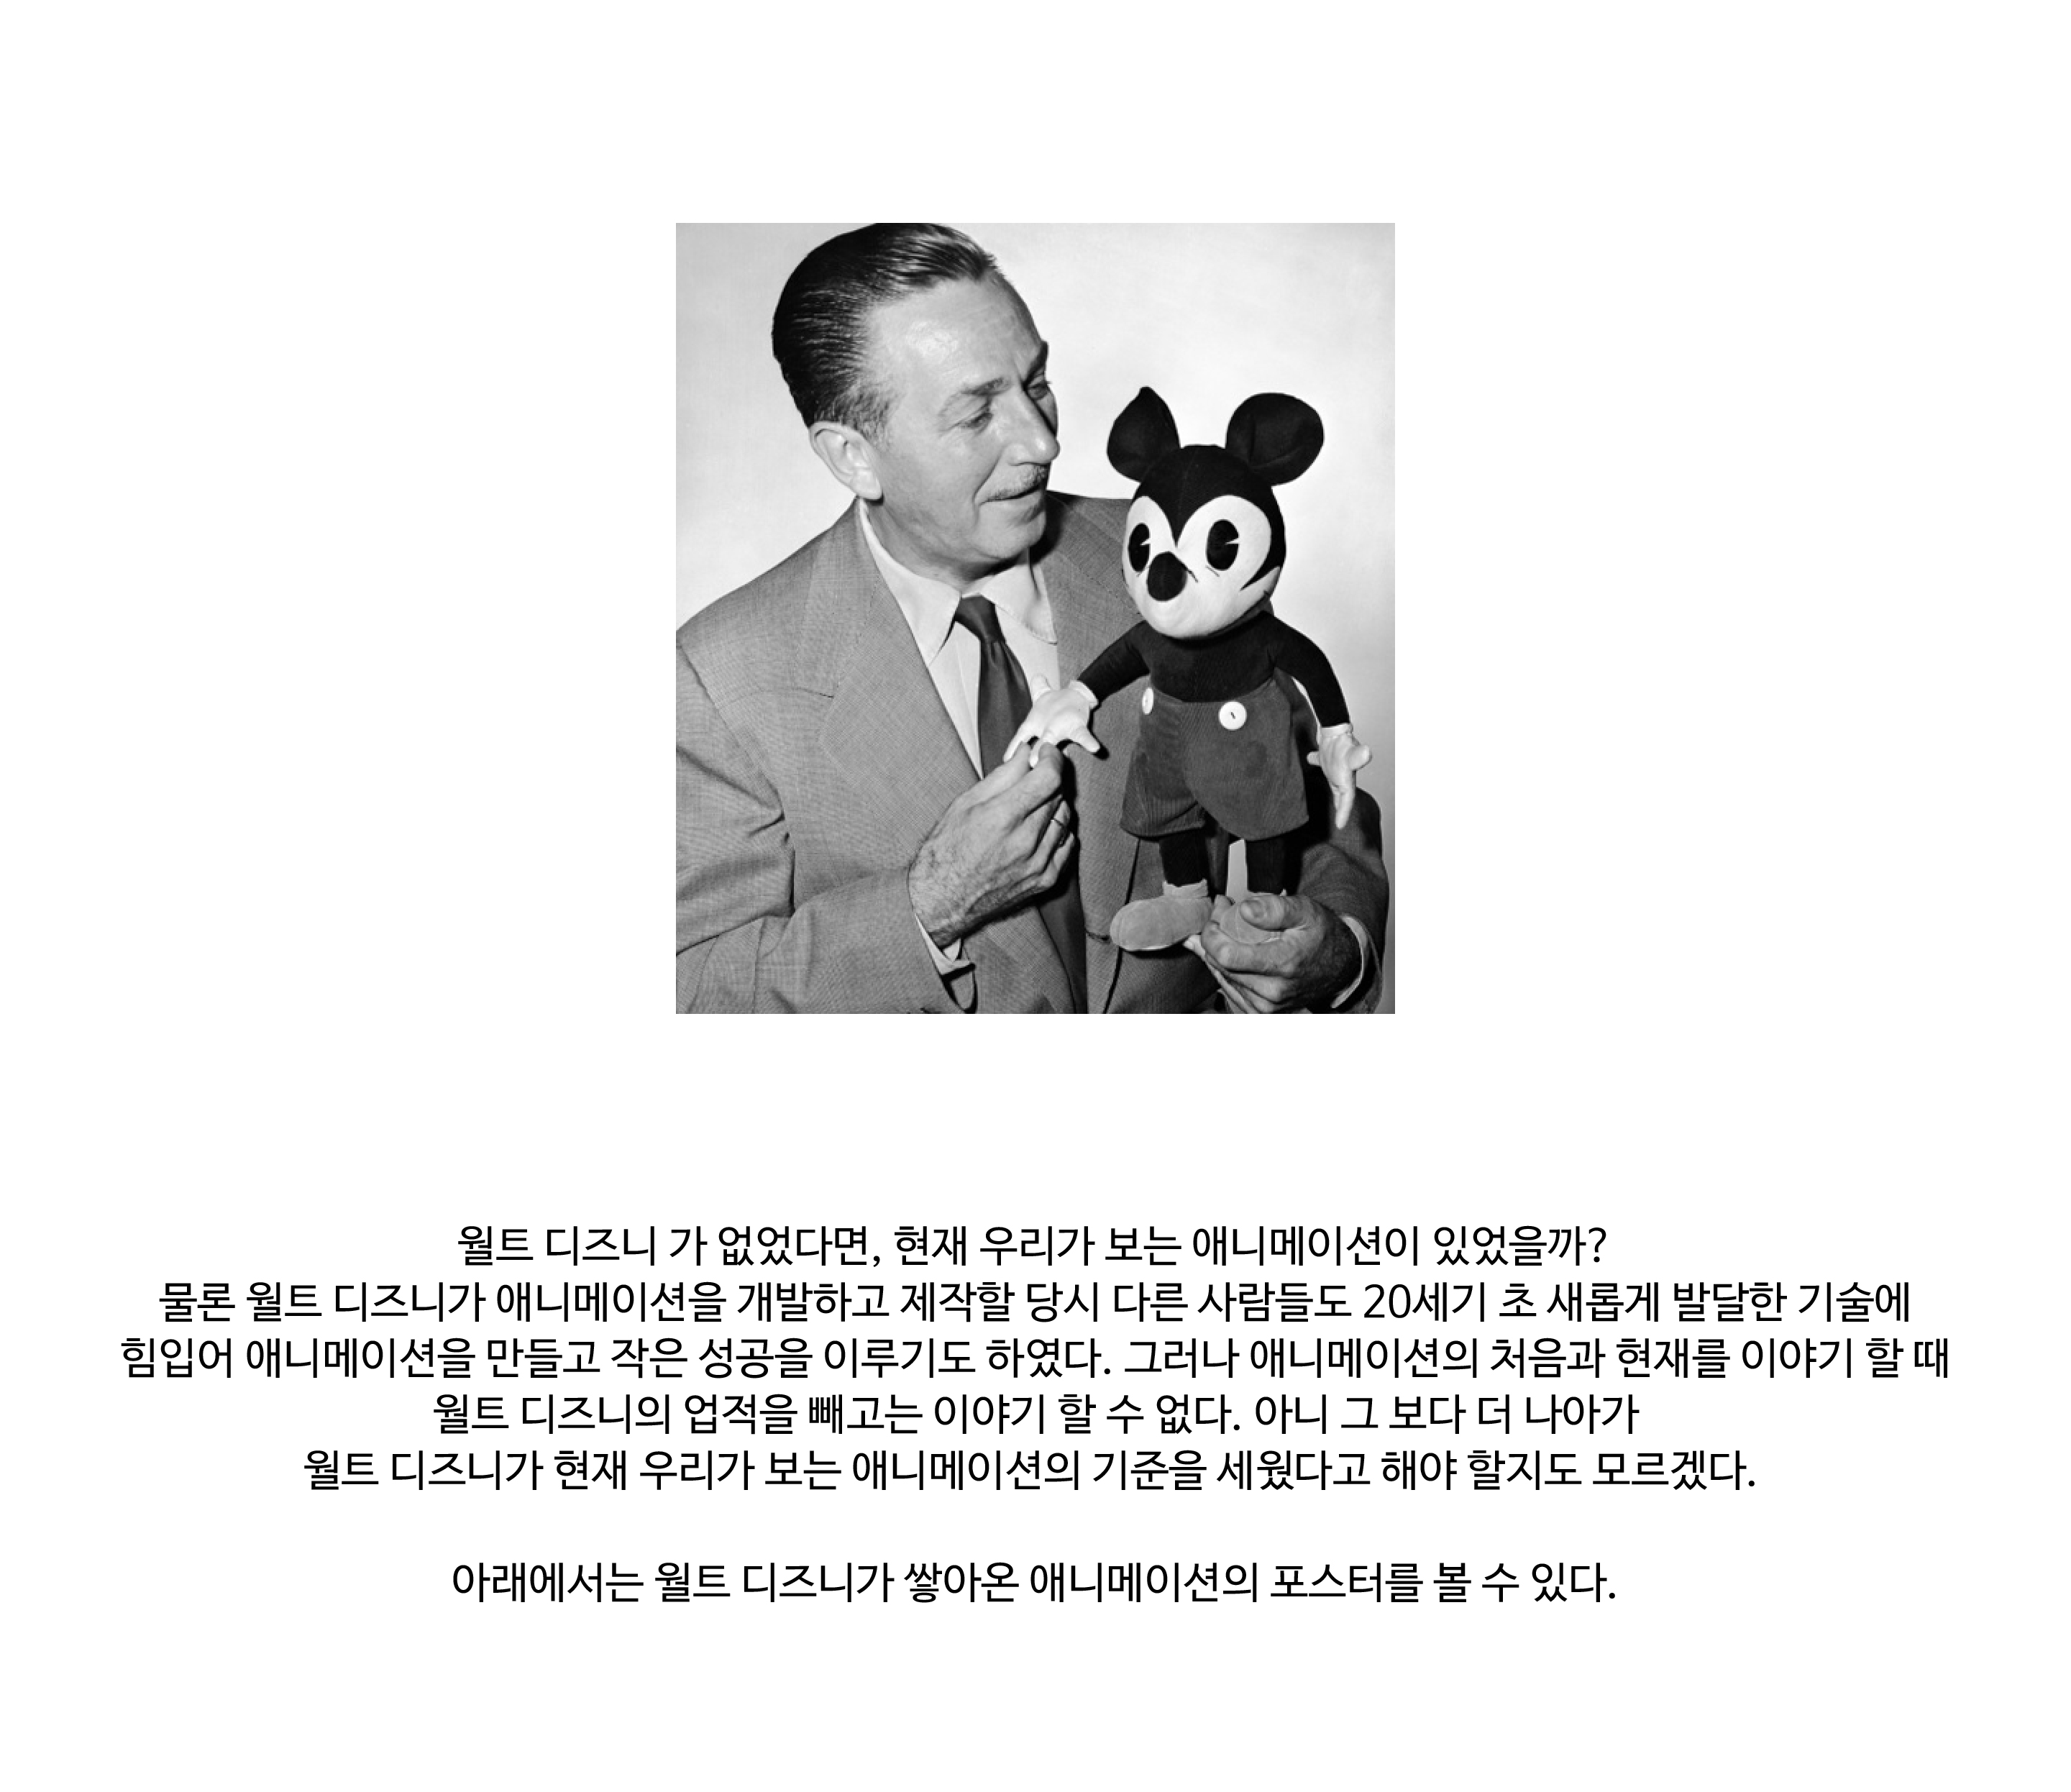 월트 디즈니 가 없었다면, 현재 우리가 보는 애니메이션이 있었을까?
물론 월트 디즈니가 애니메이션을 개발하고 제작할 당시 다른 사람들도 20세기 초 새롭게 발달한 기술에
힘입어 애니메이션을 만들고 작은 성공을 이루기도 하였다. 그러나 애니메이션의 처음과 현재를 이야기 할 때
월트 디즈니의 업적을 빼고는 이야기 할 수 없다. 아니 그 보다 더 나아가
월트 디즈니가 현재 우리가 보는 애니메이션의 기준을 세웠다고 해야 할지도 모르겠다.
아래에서는 월트 디즈니가 쌓아온 애니메이션의 포스터를 볼 수 있다.